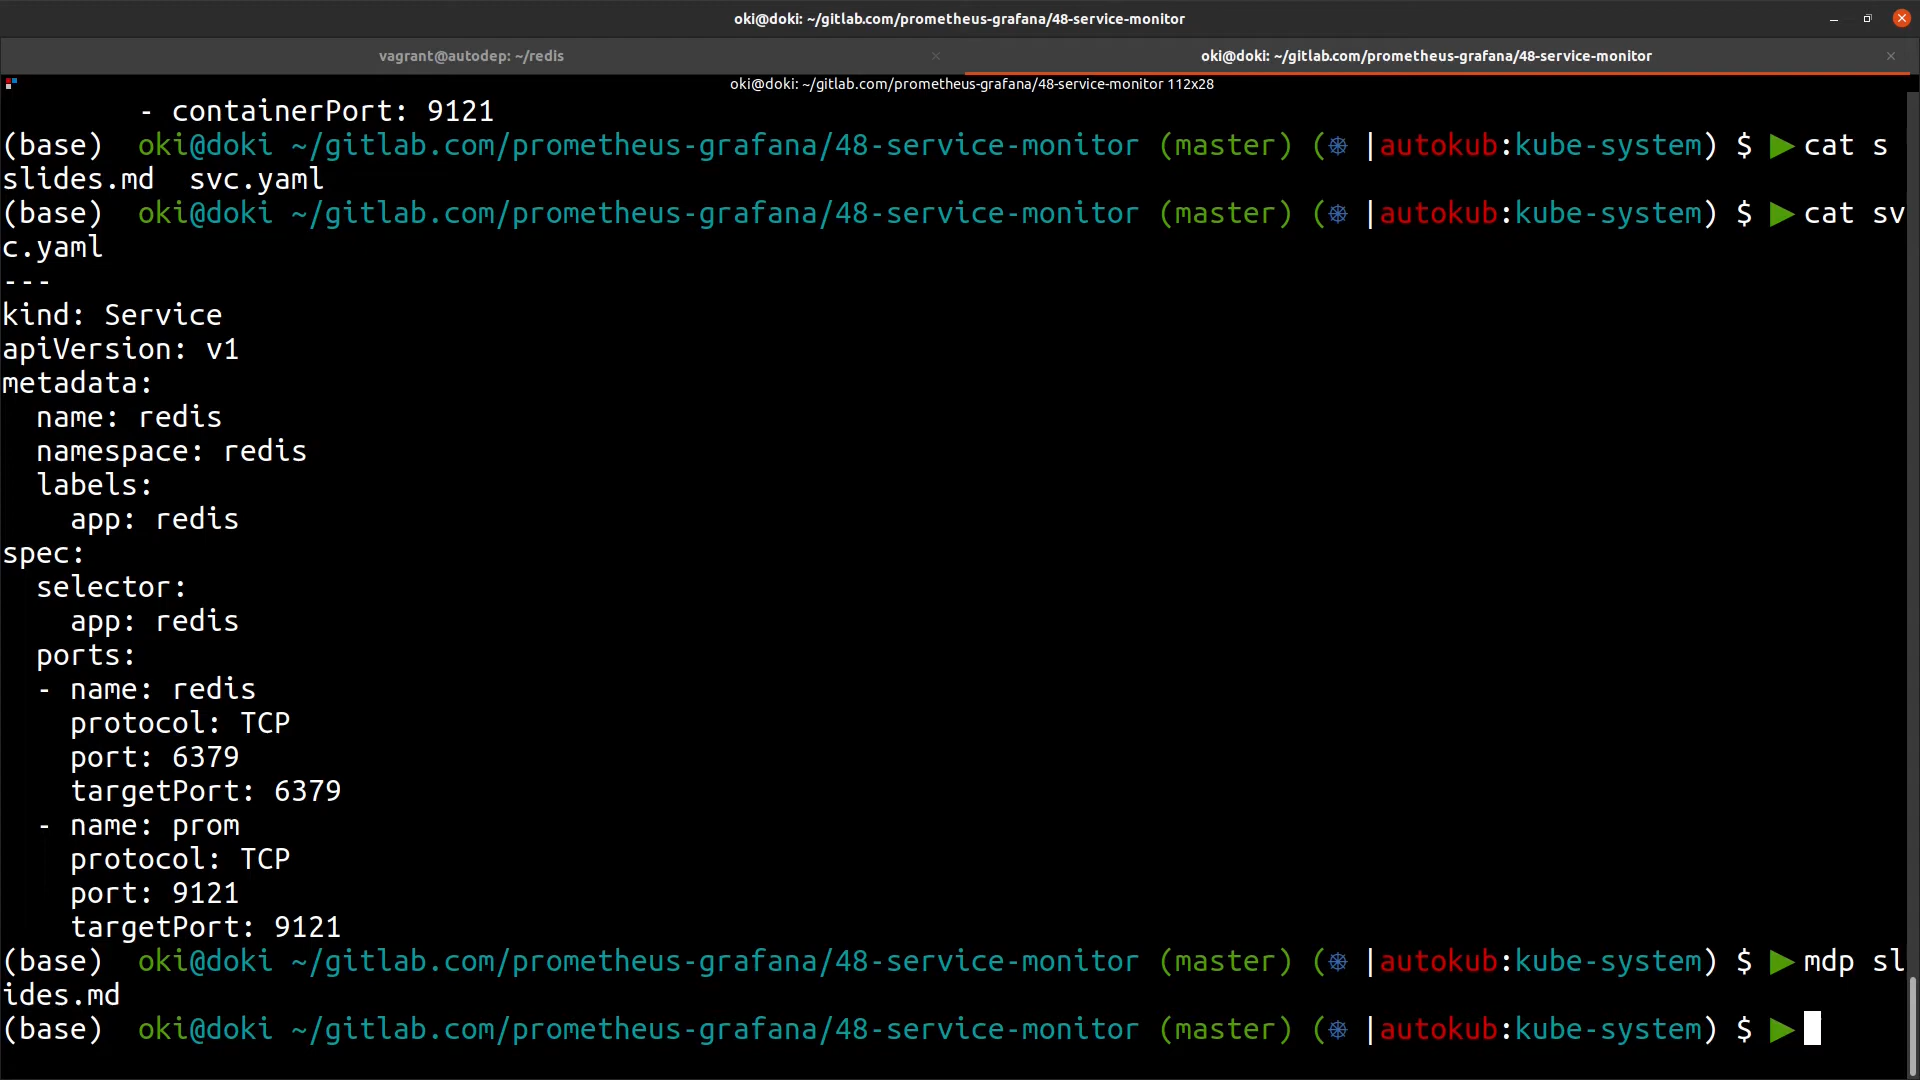 oki@doki: ~/gitlab.com/prometheus-grafana/48-service-monitor
vagrant@autodep: ~/redis
oki@doki: ~/gitlab.com/prometheus-grafana/48-service-monitor
oki@doki: ~/gitlab.com/prometheus-grafana/48-service-monitor 112x28
        - containerPort: 9121
(base)  oki@doki ~/gitlab.com/prometheus-grafana/48-service-monitor (master) (⎈ |autokub:kube-system) $ ▶cat s
slides.md  svc.yaml
(base)  oki@doki ~/gitlab.com/prometheus-grafana/48-service-monitor (master) (⎈ |autokub:kube-system) $ ▶cat sv
c.yaml
---
kind: Service
apiVersion: v1
metadata:
  name: redis
  namespace: redis
  labels:
    app: redis
spec:
  selector:
    app: redis
  ports:
  - name: redis
    protocol: TCP
    port: 6379
    targetPort: 6379
  - name: prom
    protocol: TCP
    port: 9121
    targetPort: 9121
(base)  oki@doki ~/gitlab.com/prometheus-grafana/48-service-monitor (master) (⎈ |autokub:kube-system) $ ▶mdp sl
ides.md
(base)  oki@doki ~/gitlab.com/prometheus-grafana/48-service-monitor (master) (⎈ |autokub:kube-system) $ ▶